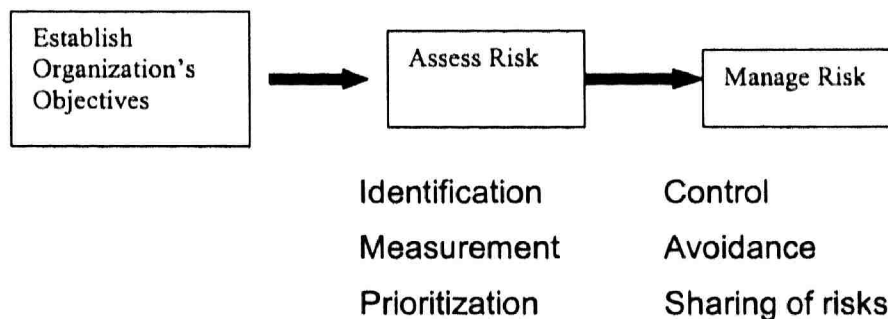 Establish
Organization's
Objectives
Assess Risk
Manage Risk
Identification
Control
Measurement
Avoidance
Prioritization
Sharing of risks